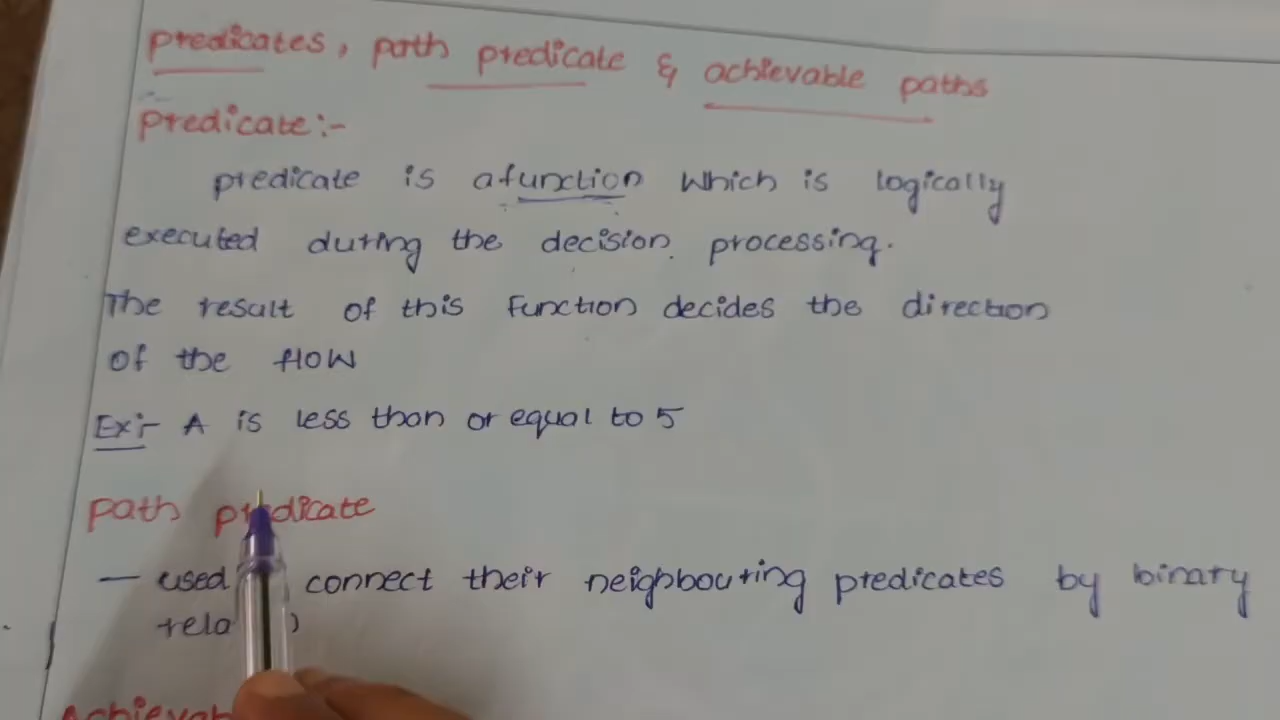 predicates, path predicate & achievable paths
predicate:-
predicate is a function which is logically
executed during the decision processing.
The result of this function decides the direction
of the flow
Ex:- A is less than or equal to 5
path predicate
— used connect their neighbouring predicates by binary